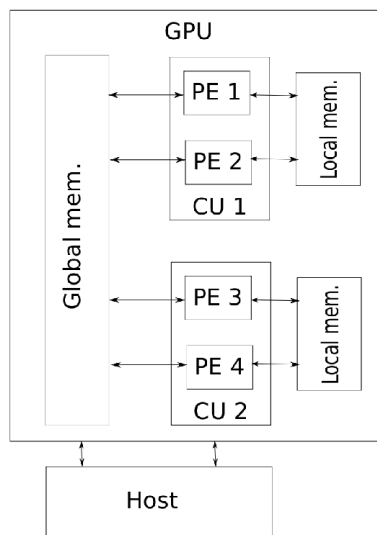 GPU
Global mem.
PE 1
PE 2
CU 1
Local mem.
PE 3
PE 4
CU 2
Local mem.
Host